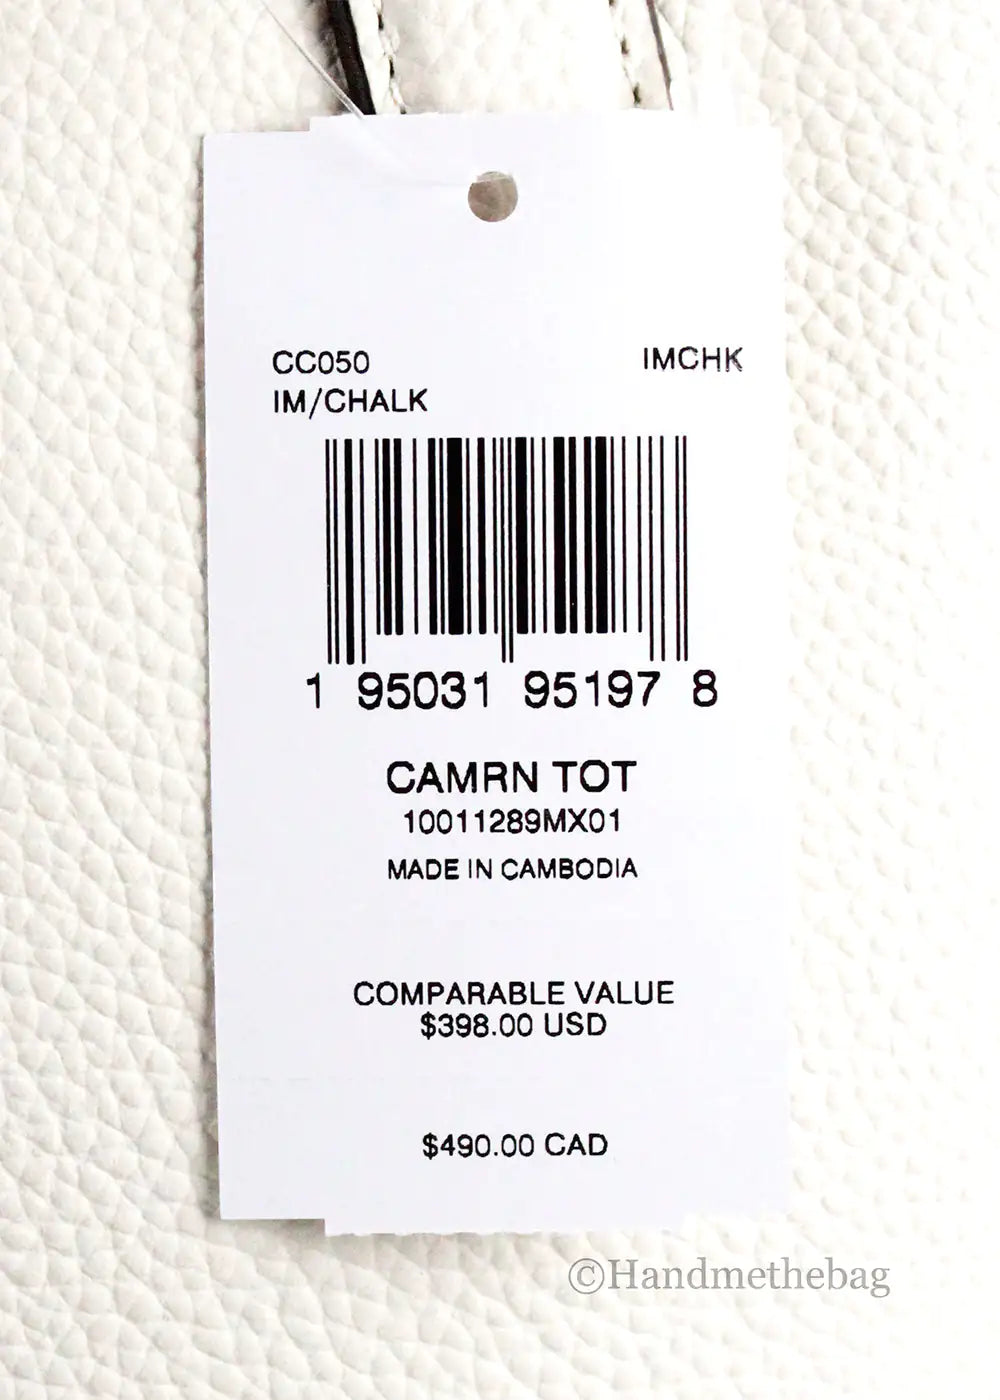 CC050 IMCHK
IM/CHALK
1 95031 95197 8
CAMRN TOT
10011289MX01
MADE IN CAMBODIA
COMPARABLE VALUE
$398.00 USD
$490.00 CAD
©Handmethebag